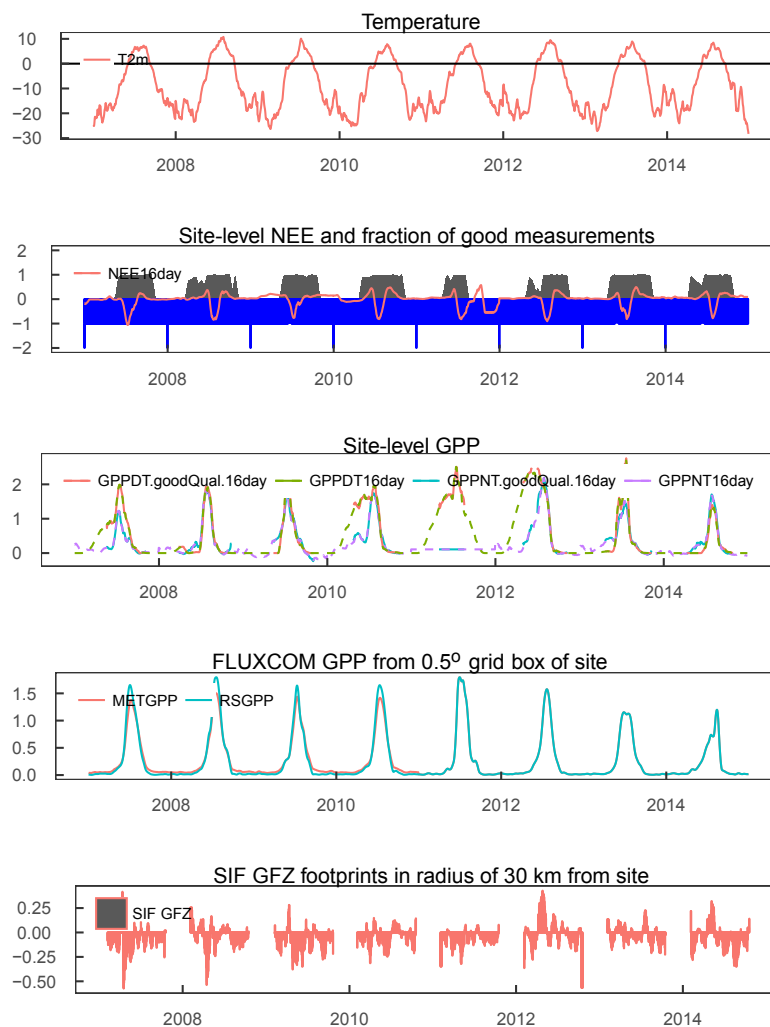 Temperature
10
0
−10
−20
−30
T2m
2008 2010 2012 2014
Site-level NEE and fraction of good measurements
2
1
0
−1
−2
NEE16day
2008 2010 2012 2014
Site-level GPP
GPPDT.goodQual.16day GPPDT16day GPPNT.goodQual.16day GPPNT16day
2
1
0
2008 2010 2012 2014
FLUXCOM GPP from 0.5º grid box of site
METGPP RSGPP
1.5
1.0
0.5
0.0
2008 2010 2012 2014
SIF GFZ footprints in radius of 30 km from site
SIF GFZ
0.25
0.00
−0.25
−0.50
2008 2010 2012 2014